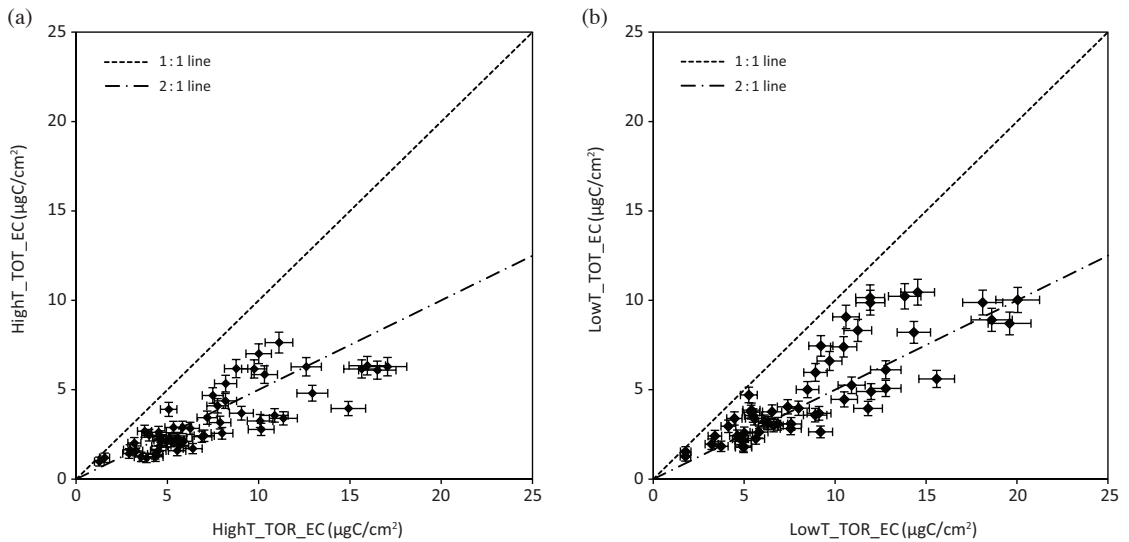 (a)
25
20
15
10
5
0
HighT_TOT_EC (µgC/cm²)
1 : 1 line
2 : 1 line
0 5 10 15 20 25
HighT_TOR_EC (µgC/cm²)
(b)
25
20
15
10
5
0
LowT_TOT_EC (µgC/cm²)
1 : 1 line
2 : 1 line
0 5 10 15 20 25
LowT_TOR_EC (µgC/cm²)